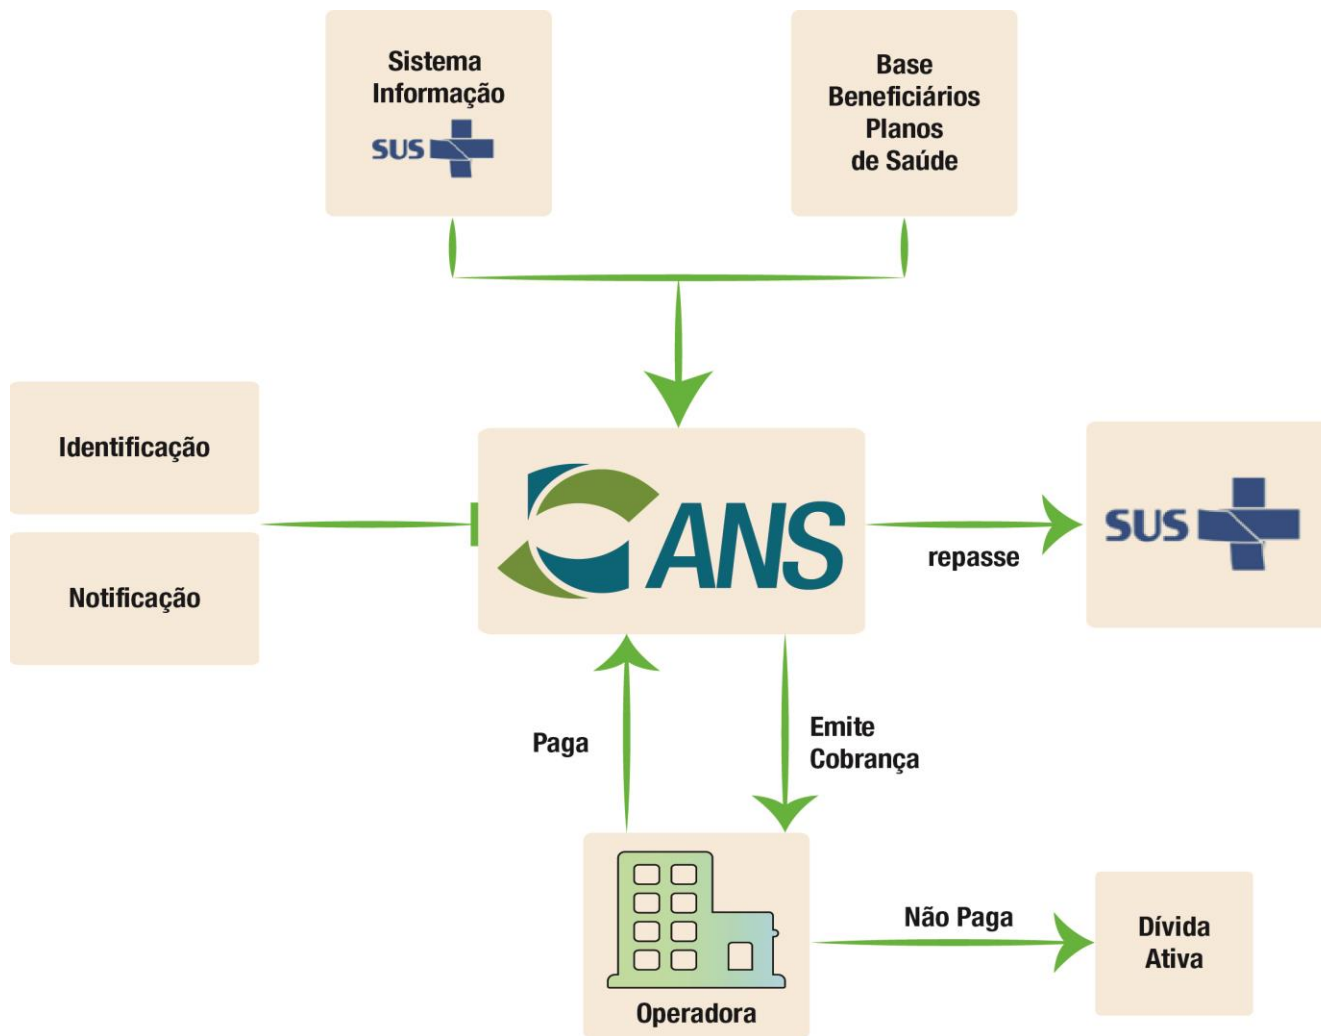 Sistema
Informação
SUS
Base
Beneficiários
Planos
de Saúde
Identificação
Notificação
ANS
repasse
SUS
Paga
Emite
Cobrança
Operadora
Não Paga
Dívida
Ativa